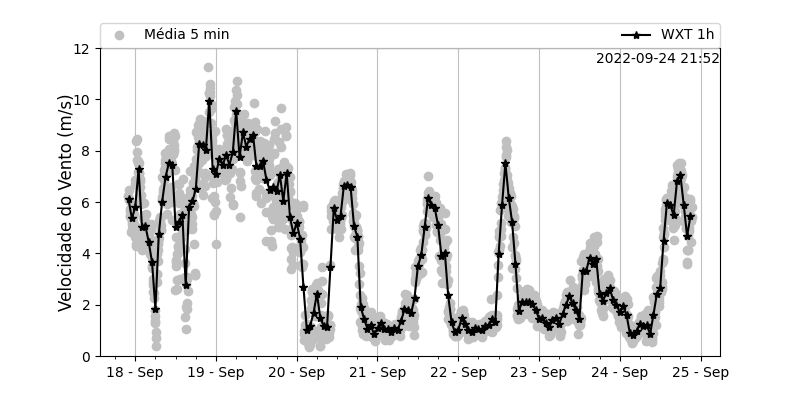 Média 5 min
WXT 1h
2022-09-24 21:52
Velocidade do Vento (m/s)
12
10
8
6
4
2
0
18 - Sep
19 - Sep
20 - Sep
21 - Sep
22 - Sep
23 - Sep
24 - Sep
25 - Sep